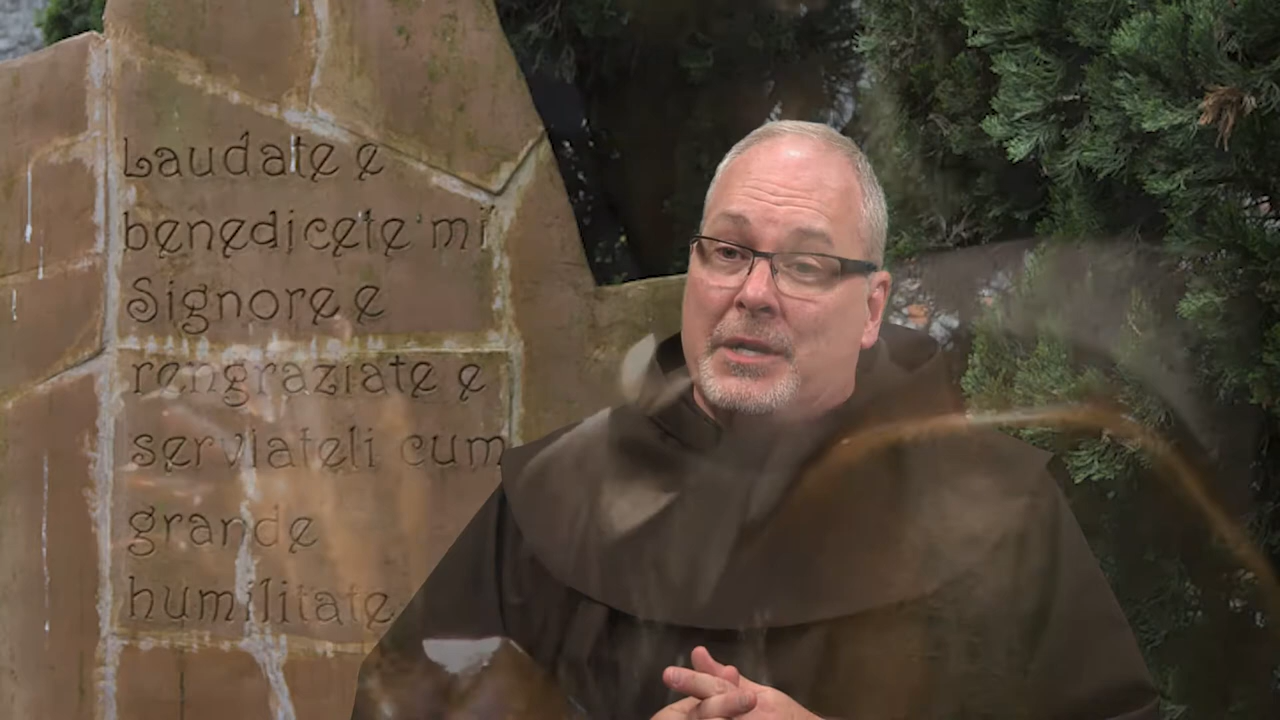 Laudate e
benedicete mi
Signore e
rengraziate e
serviateli cum
grande
humilitate